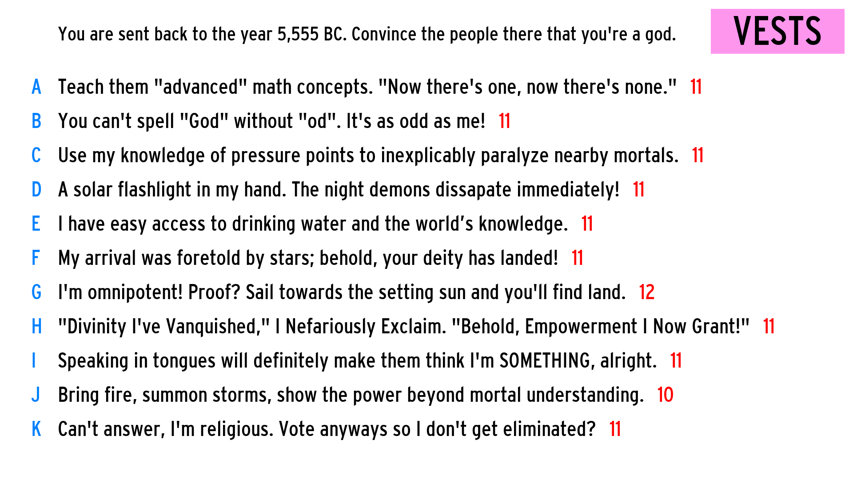 You are sent back to the year 5,555 BC. Convince the people there that you're a god.
VESTS
A Teach them "advanced" math concepts. "Now there's one, now there's none." 11
B You can't spell "God" without "od". It's as odd as me! 11
C Use my knowledge of pressure points to inexplicably paralyze nearby mortals. 11
D A solar flashlight in my hand. The night demons dissapate immediately! 11
E I have easy access to drinking water and the world’s knowledge. 11
F My arrival was foretold by stars; behold, your deity has landed! 11
G I'm omnipotent! Proof? Sail towards the setting sun and you'll find land. 12
H "Divinity I've Vanquished," I Nefariously Exclaim. "Behold, Empowerment I Now Grant!" 11
I Speaking in tongues will definitely make them think I'm SOMETHING, alright. 11
J Bring fire, summon storms, show the power beyond mortal understanding. 10
K Can't answer, I'm religious. Vote anyways so I don't get eliminated? 11